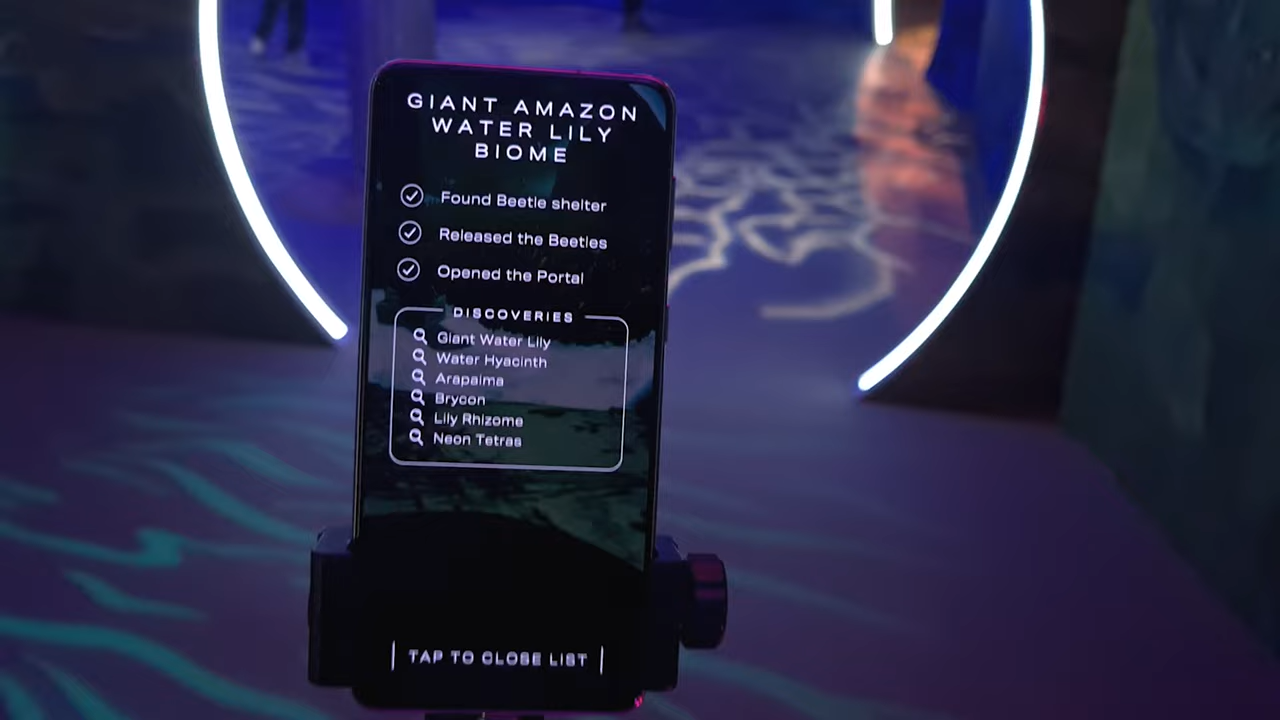 GIANT AMAZON
WATER LILY
BIOME
Found Beetle shelter
Released the Beetles
Opened the Portal
DISCOVERIES
Giant Water Lily
Water Hyacinth
Arapaima
Brycon
Lily Rhizome
Neon Tetras
TAP TO CLOSE LIST